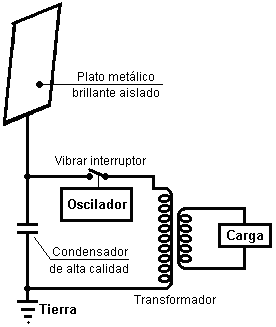 Plato metálico
brillante aislado
Vibrar interruptor
Oscilador
Carga
Condensador
de alta calidad
Transformador
Tierra